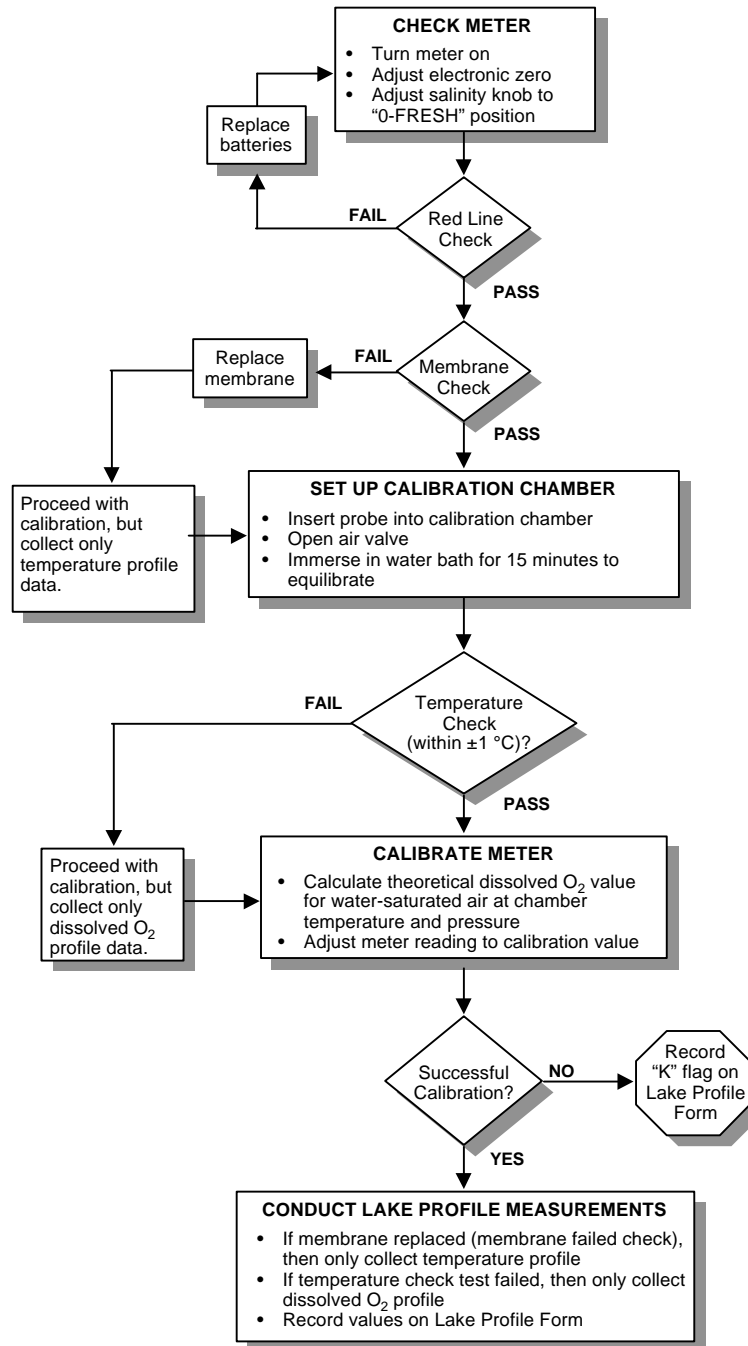 CHECK METER
• Turn meter on
• Adjust electronic zero
• Adjust salinity knob to
“0-FRESH” position
Replace
batteries
FAIL
Red Line
Check
PASS
Replace
membrane
FAIL
Membrane
Check
PASS
SET UP CALIBRATION CHAMBER
• Insert probe into calibration chamber
• Open air valve
• Immerse in water bath for 15 minutes to
equilibrate
Proceed with
calibration, but
collect only
temperature profile
data.
FAIL
Temperature
Check
(within ±1 °C)?
PASS
CALIBRATE METER
• Calculate theoretical dissolved O2 value
for water-saturated air at chamber
temperature and pressure
• Adjust meter reading to calibration value
Proceed with
calibration, but
collect only
dissolved O2
profile data.
Successful
Calibration?
NO
Record
“K” flag on
Lake Profile
Form
YES
CONDUCT LAKE PROFILE MEASUREMENTS
• If membrane replaced (membrane failed check),
then only collect temperature profile
• If temperature check test failed, then only collect
dissolved O2 profile
• Record values on Lake Profile Form